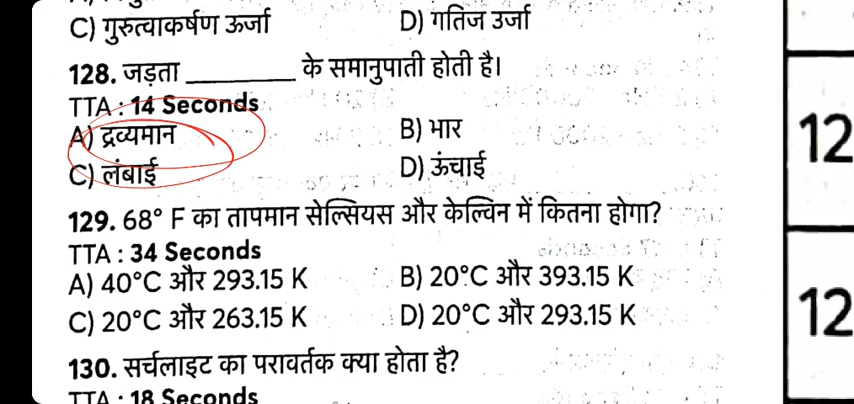 C) गुरुत्वाकर्षण ऊर्जा D) गतिज उर्जा
128. जड़ता ________ के समानुपाती होती है।
TTA : 14 Seconds
A) द्रव्यमान B) भार
C) लंबाई D) ऊंचाई
129. 68° F का तापमान सेल्सियस और केल्विन में कितना होगा?
TTA : 34 Seconds
A) 40°C और 293.15 K B) 20°C और 393.15 K
C) 20°C और 263.15 K D) 20°C और 293.15 K
130. सर्चलाइट का परावर्तक क्या होता है?
TTA : 18 Seconds
12
12